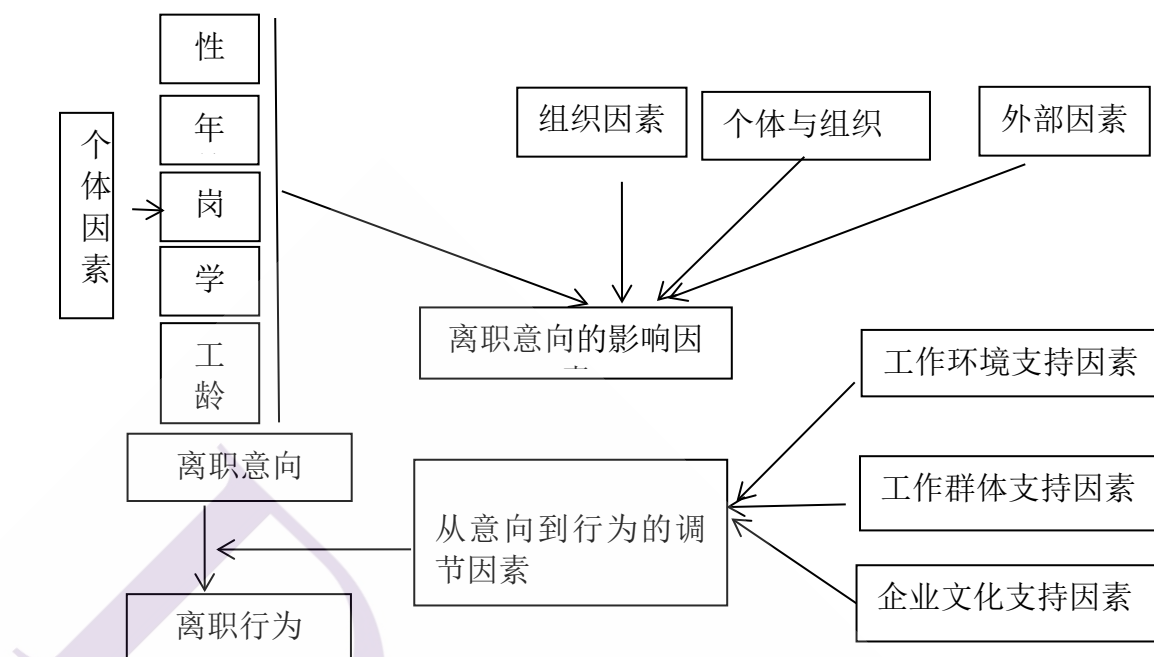 性
年
岗
学
工
龄
个
体
因
素
组织因素
个体与组织
外部因素
离职意向的影响因
工作环境支持因素
离职意向
工作群体支持因素
从意向到行为的调
节因素
企业文化支持因素
离职行为